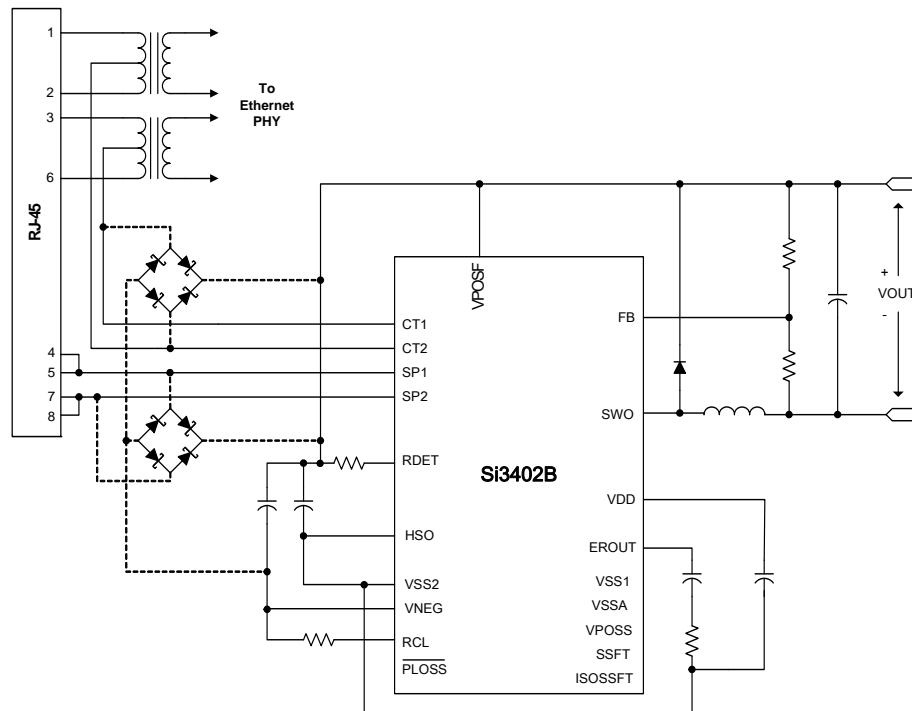 1
2
3
6
RJ-45
4
5
7
8
To
Ethernet
PHY
VPOSF
CT1
CT2
SP1
SP2
RDET
HSO
VSS2
VNEG
RCL
PLOSS
Si3402B
FB
SWO
VDD
EROUT
VSS1
VSSA
VPOSS
SSFT
ISOSSFT
+
VOUT
-